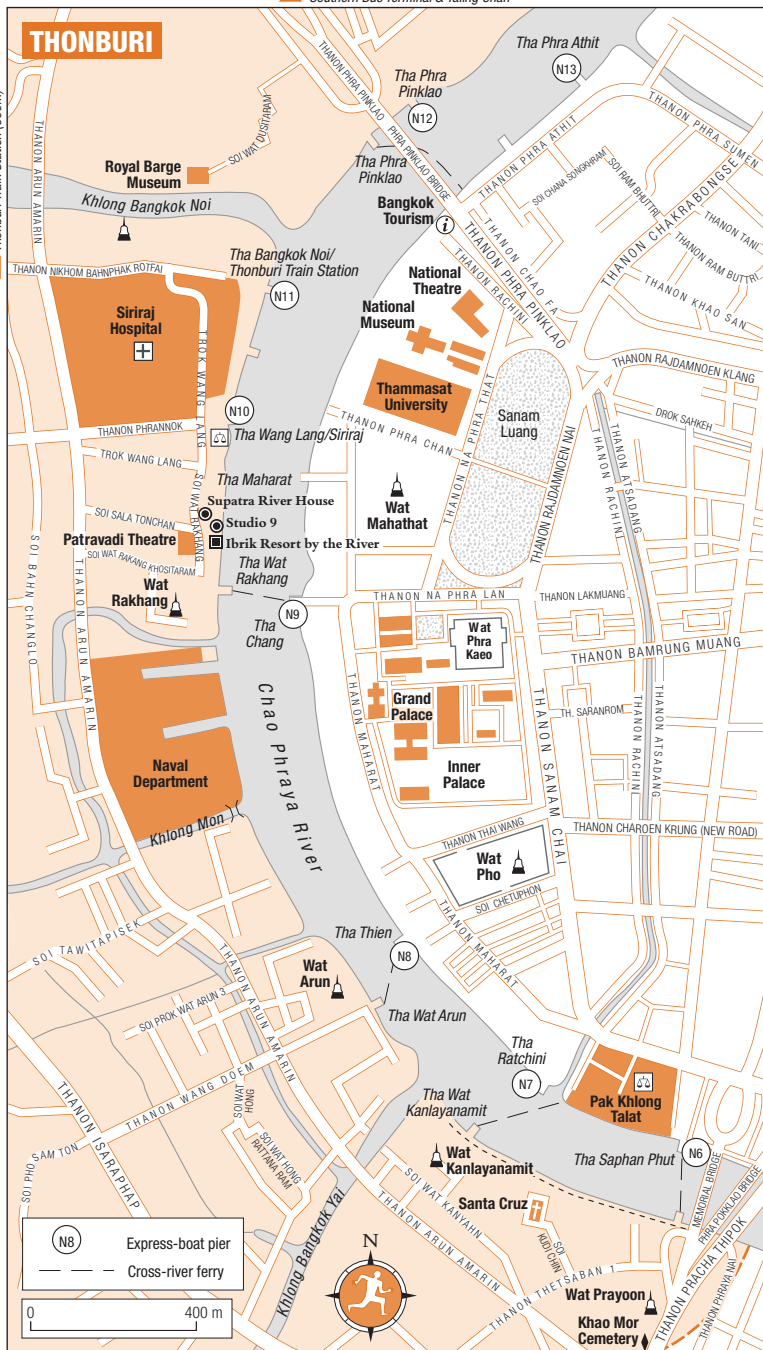 Southern Bus Terminal & Taling Chan
THONBURI
Tha Phra Athit
N13
Tha Phra
Pinklao
N12
THANON PHRA PINKLAO
PHRA PINKLAO BRIDGE
THANON PHRA ATHIT
THANON PHRA SUMEN
SOI CHANA SONGKHRAM
SOI RAM BHUTTRI
THANON CHAKRABONGSE
THANON TANI
THANON RAM BUTTRI
THANON KHAO SAN
THANON ARUN AMARIN
SOI WAT DUSITARAM
Royal Barge
Museum
Tha Phra
Pinklao
Bangkok
Tourism
i
Khlong Bangkok Noi
THANON PHRA PINKLAO
THANON CHAO FA
THANON RACHINI
Tha Bangkok Noi/
Thonburi Train Station
N11
THANON NIKHOM BAHNPHAK ROTFAI
National
Theatre
National
Museum
Siriraj
Hospital
TROK WANG LANG
Thammasat
University
THANON RAJDAMNOEN KLANG
Sanam
Luang
DROK SAHKEH
N10
Tha Wang Lang/Siriraj
THANON PHRANNOK
TROK WANG LANG
THANON PHRA CHAN
THANON NA PHRA THAT
THANON RAJDAMNOEN NAI
THANON RACHINI
THANON ATSADANG
Tha Maharat
Supatra River House
Studio 9
Ibrik Resort by the River
SOI SALA TONCHAN
SOI WAT RAKHANG
Patravadi Theatre
SOI WAT RAKANG KHOSITARAM
Wat
Mahathat
Tha Wat
Rakhang
Wat
Rakhang
SOI BAHN CHANGLO
THANON ARUN AMARIN
N9
Tha
Chang
THANON NA PHRA LAN
THANON LAKMUANG
Wat
Phra
Kaeo
THANON BAMRUNG MUANG
Grand
Palace
TH. SARANROM
Inner
Palace
THANON MAHARAT
THANON SANAM CHAI
THANON RACHINI
THANON ATSADANG
Naval
Department
Chao Phraya River
Khlong Mon
THANON THAI WANG
THANON CHAROEN KRUNG (NEW ROAD)
Wat
Pho
SOI CHETUPHON
THANON MAHARAT
SOI TAWITAPISEK
Tha Thien
N8
Wat
Arun
Tha Wat Arun
SOI PROK WAT ARUN 3
THANON ARUN AMARIN
THANON WANG DOEM
Tha
Ratchini
N7
Pak Khlong
Talat
Tha Wat
Kanlayanamit
THANON ISARAPHAP
SOI WAT
HONG
SOI WAT HONG
RATTANA RAM
SOI PHO SAM TON
Wat
Kanlayanamit
Tha Saphan Phut
N6
MEMORIAL BRIDGE
PHRA POKKLAO BRIDGE
SOI WAT KANYAHN
Santa Cruz
SOI
KUDI CHIN
THANON ARUN AMARIN
Khlong Bangkok Yai
THANON THETSABAN 1
THANON PRACHA THIPOK
THANON PHRAYA NAI
Wat Prayoon
Khao Mor
Cemetery
N
N8
Express-boat pier
Cross-river ferry
0
400 m